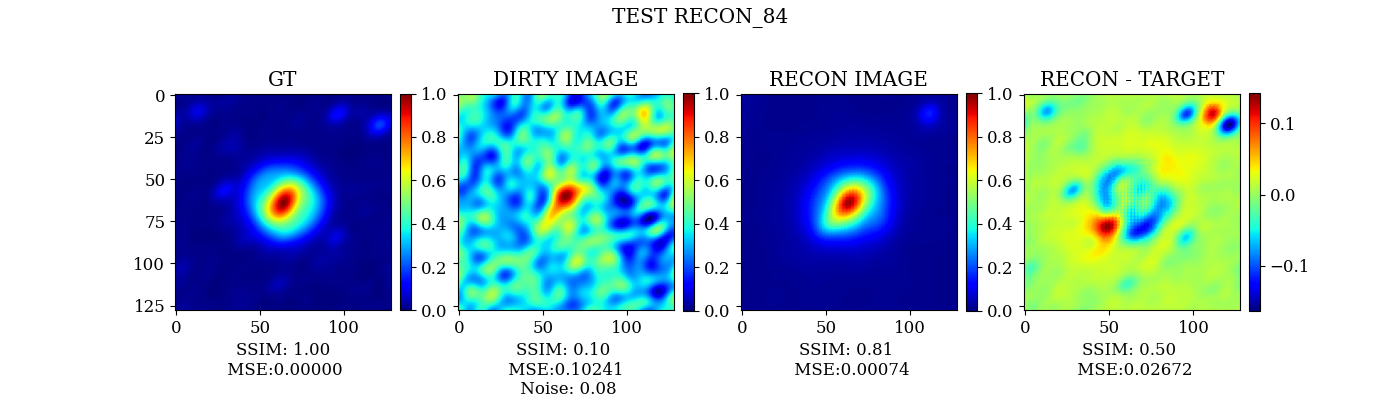 TEST RECON_84
GT
DIRTY IMAGE
RECON IMAGE
RECON - TARGET
0
25
50
75
100
125
0
50
100
1.0
0.8
0.6
0.4
0.2
0.0
0
50
100
1.0
0.8
0.6
0.4
0.2
0.0
0
50
100
1.0
0.8
0.6
0.4
0.2
0.0
0
50
100
0.1
0.0
−0.1
SSIM: 1.00
MSE:0.00000
SSIM: 0.10
MSE:0.10241
Noise: 0.08
SSIM: 0.81
MSE:0.00074
SSIM: 0.50
MSE:0.02672